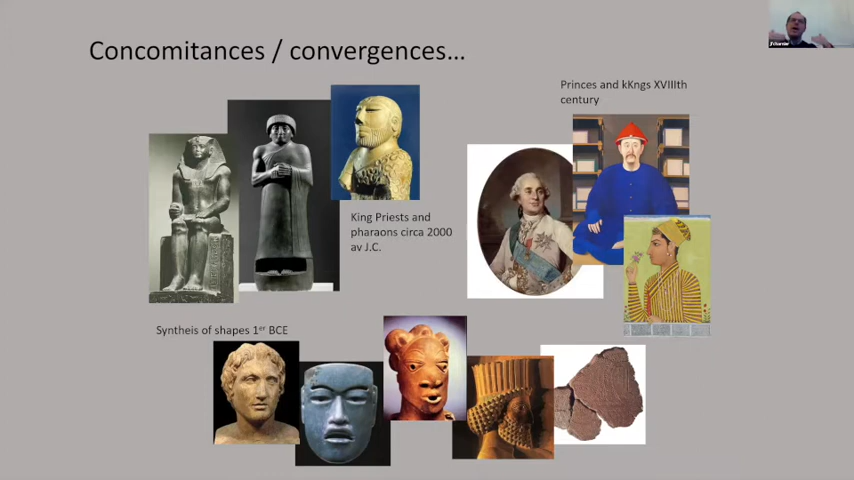 Concomitances / convergences...
Princes and kKngs XVIIIth
century
King Priests and
pharaons circa 2000
av J.C.
Syntheis of shapes 1er BCE